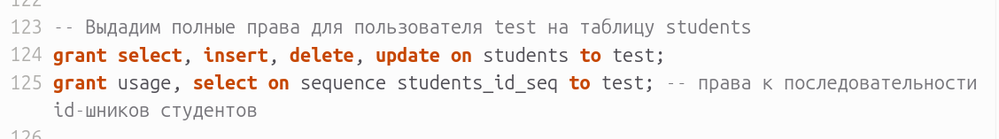 122
123 -- Выдадим полные права для пользователя test на таблицу students
124 grant select, insert, delete, update on students to test;
125 grant usage, select on sequence students_id_seq to test; -- права к последовательности
id-шников студентов
126